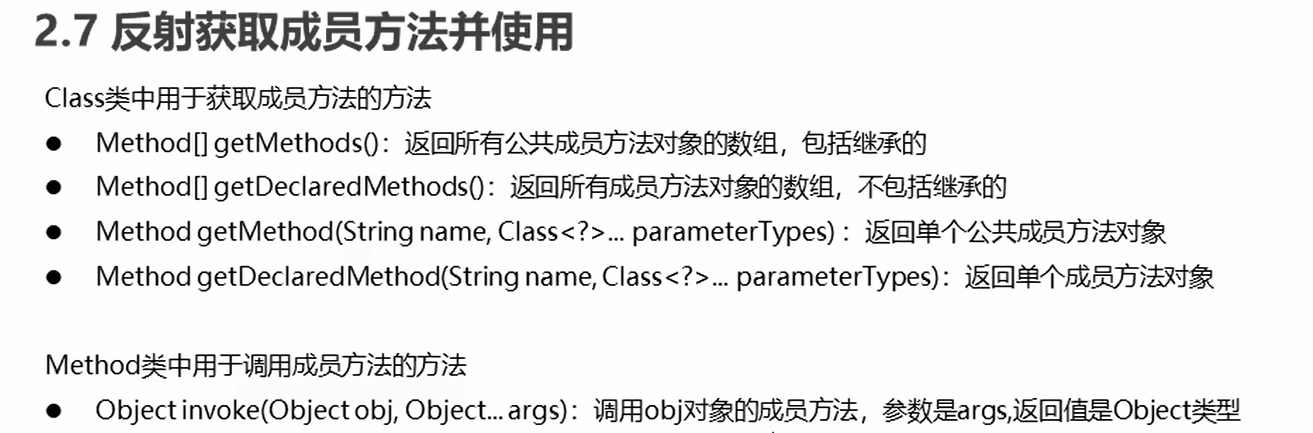 2.7 反射获取成员方法并使用
Class类中用于获取成员方法的方法
● Method[] getMethods()：返回所有公共成员方法对象的数组，包括继承的
● Method[] getDeclaredMethods()：返回所有成员方法对象的数组，不包括继承的
● Method getMethod(String name, Class<?>... parameterTypes) ：返回单个公共成员方法对象
● Method getDeclaredMethod(String name, Class<?>... parameterTypes)：返回单个成员方法对象
Method类中用于调用成员方法的方法
● Object invoke(Object obj, Object... args)：调用obj对象的成员方法，参数是args,返回值是Object类型